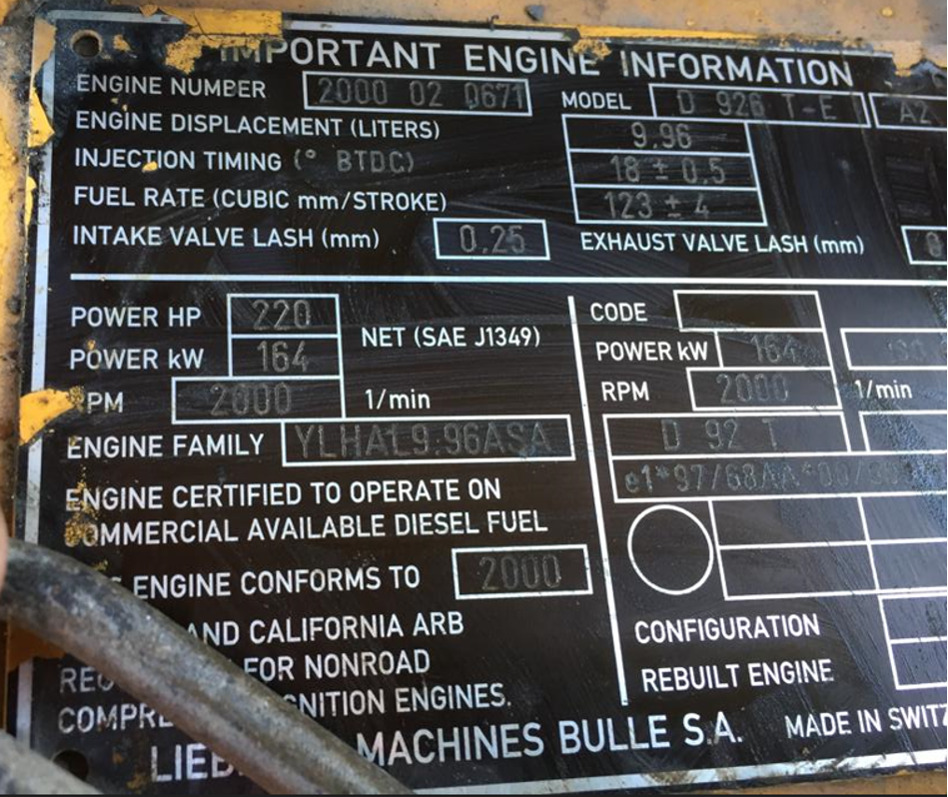 IMPORTANT ENGINE INFORMATION
ENGINE NUMBER 2000 02 0671 MODEL D 926 T-E A2
ENGINE DISPLACEMENT (LITERS) 9.96
INJECTION TIMING (° BTDC) 18 ± 0.5
FUEL RATE (CUBIC mm/STROKE) 123 ± 4
INTAKE VALVE LASH (mm) 0.25 EXHAUST VALVE LASH (mm)
POWER HP 220
POWER kW 164 NET (SAE J1349)
RPM 2000 1/min
ENGINE FAMILY YLHAL9.96ASA
ENGINE CERTIFIED TO OPERATE ON
COMMERCIAL AVAILABLE DIESEL FUEL
ENGINE CONFORMS TO 2000
AND CALIFORNIA ARB
FOR NONROAD
ENGINES.
CODE
POWER kW 164
RPM 2000 1/min
D 92 T
CONFIGURATION
REBUILT ENGINE
MACHINES BULLE S.A. MADE IN